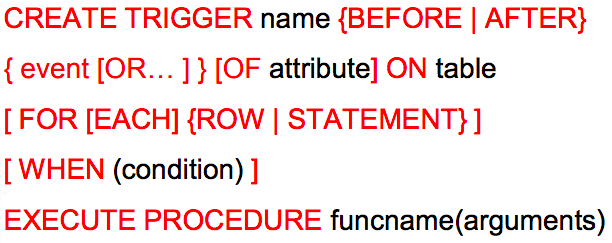 CREATE TRIGGER name {BEFORE | AFTER}
{ event [OR... ] } [OF attribute] ON table
[ FOR [EACH] {ROW | STATEMENT} ]
[ WHEN (condition) ]
EXECUTE PROCEDURE funcname(arguments)